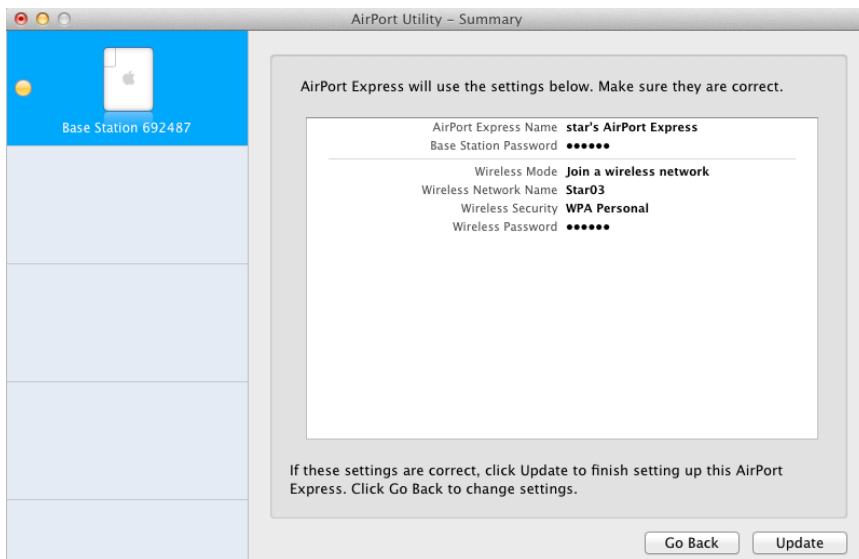 AirPort Utility – Summary
Base Station 692487
AirPort Express will use the settings below. Make sure they are correct.
AirPort Express Name star's AirPort Express
Base Station Password ●●●●●●
Wireless Mode Join a wireless network
Wireless Network Name Star03
Wireless Security WPA Personal
Wireless Password ●●●●●●
If these settings are correct, click Update to finish setting up this AirPort
Express. Click Go Back to change settings.
Go Back Update